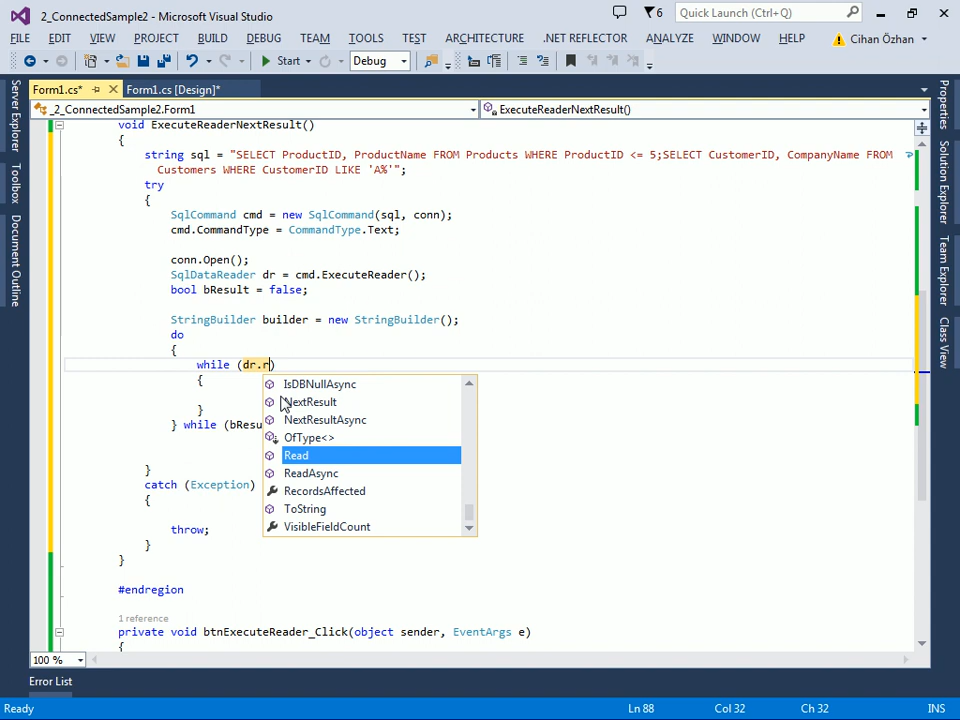 2_ConnectedSample2 - Microsoft Visual Studio
6
Quick Launch (Ctrl+Q)
FILE EDIT VIEW PROJECT BUILD DEBUG TEAM TOOLS TEST ARCHITECTURE .NET REFLECTOR ANALYZE WINDOW HELP Cihan Özhan
Start Debug
Form1.cs* Form1.cs [Design]*
_2_ConnectedSample2.Form1 ExecuteReaderNextResult()
Server Explorer
Toolbox
Document Outline
Properties
Solution Explorer
Team Explorer
Class View
void ExecuteReaderNextResult()
{
string sql = "SELECT ProductID, ProductName FROM Products WHERE ProductID <= 5;SELECT CustomerID, CompanyName FROM
Customers WHERE CustomerID LIKE 'A%'";
try
{
SqlCommand cmd = new SqlCommand(sql, conn);
cmd.CommandType = CommandType.Text;
conn.Open();
SqlDataReader dr = cmd.ExecuteReader();
bool bResult = false;
StringBuilder builder = new StringBuilder();
do
{
while (dr.r)
{
}
} while (bResu
}
catch (Exception)
{
throw;
}
}
IsDBNullAsync
NextResult
NextResultAsync
OfType<>
Read
ReadAsync
RecordsAffected
ToString
VisibleFieldCount
#endregion
1 reference
private void btnExecuteReader_Click(object sender, EventArgs e)
{
100 %
Error List
Ready Ln 88 Col 32 Ch 32 INS